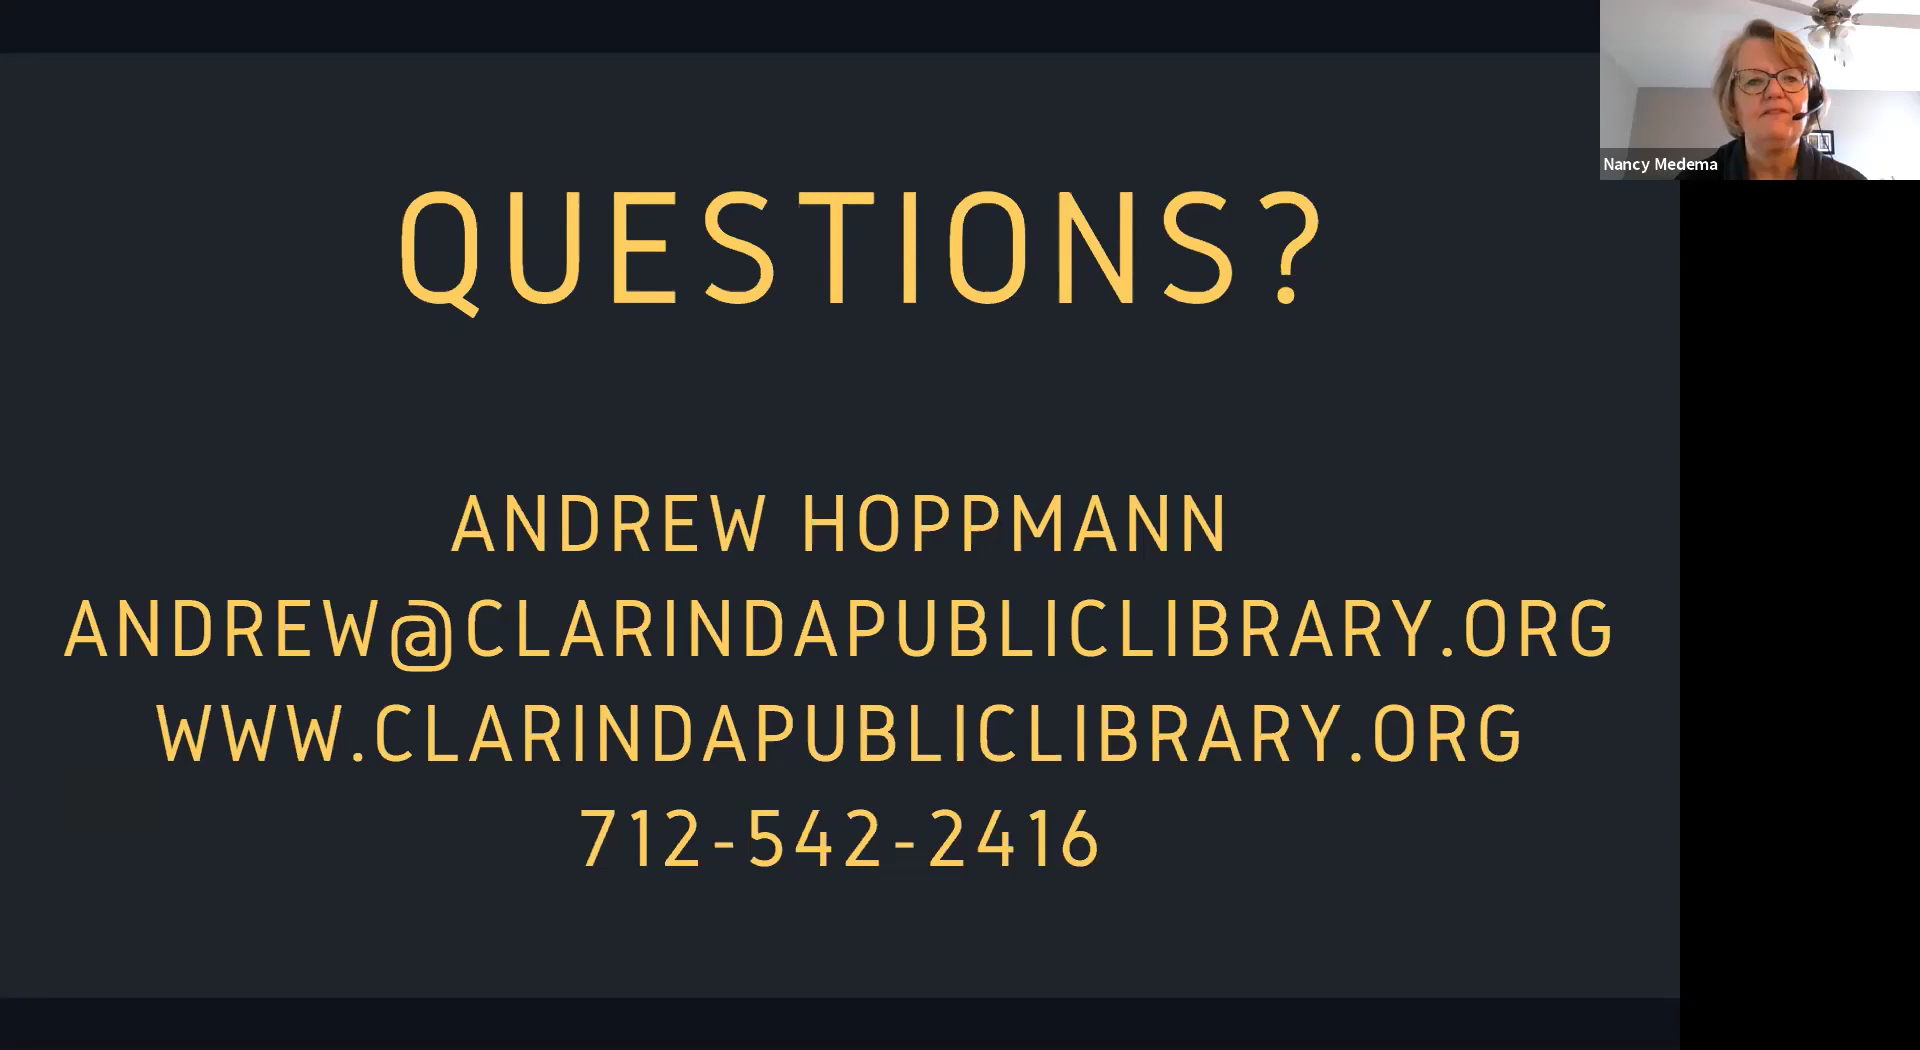 Nancy Medema
QUESTIONS?
ANDREW HOPPMANN
ANDREW@CLARINDAPUBLICLIBRARY.ORG
WWW.CLARINDAPUBLICLIBRARY.ORG
712-542-2416